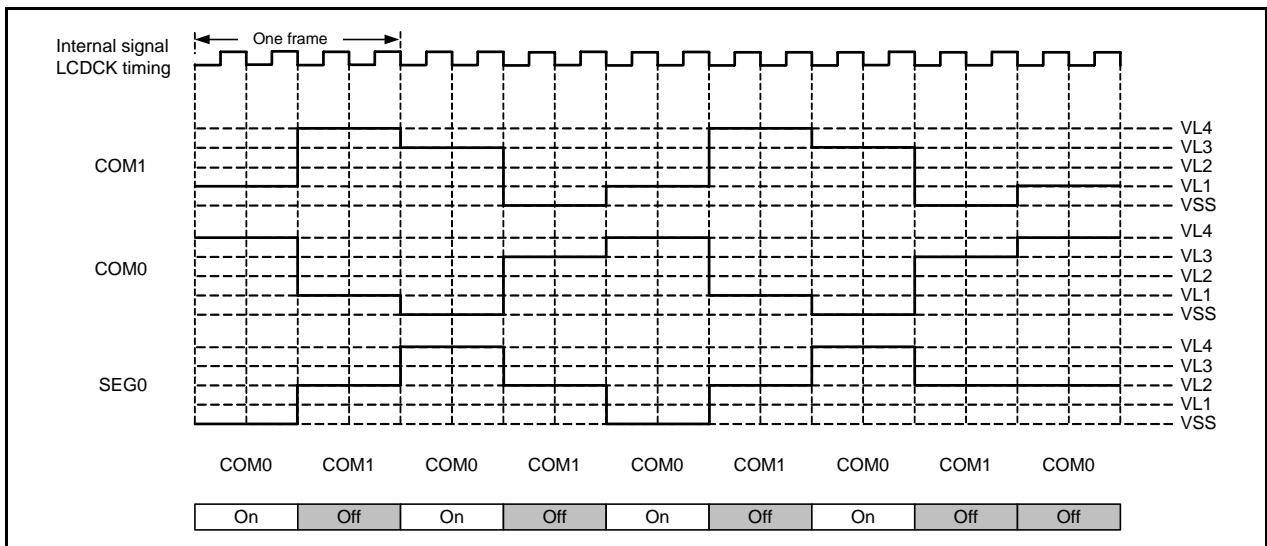 Internal signal
LCDCK timing
One frame
COM1
VL4
VL3
VL2
VL1
VSS
COM0
VL4
VL3
VL2
VL1
VSS
SEG0
VL4
VL3
VL2
VL1
VSS
COM0 COM1 COM0 COM1 COM0 COM1 COM0 COM1 COM0
On Off On Off On Off On Off Off